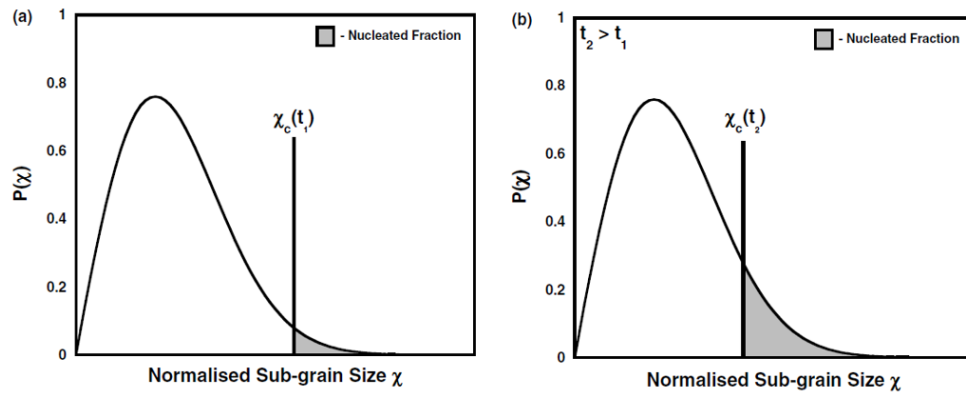 (a)
1
0.8
0.6
0.4
0.2
0
P(χ)
- Nucleated Fraction
χc(t1)
Normalised Sub-grain Size χ
(b)
1
0.8
0.6
0.4
0.2
0
P(χ)
t2 > t1
- Nucleated Fraction
χc(t2)
Normalised Sub-grain Size χ